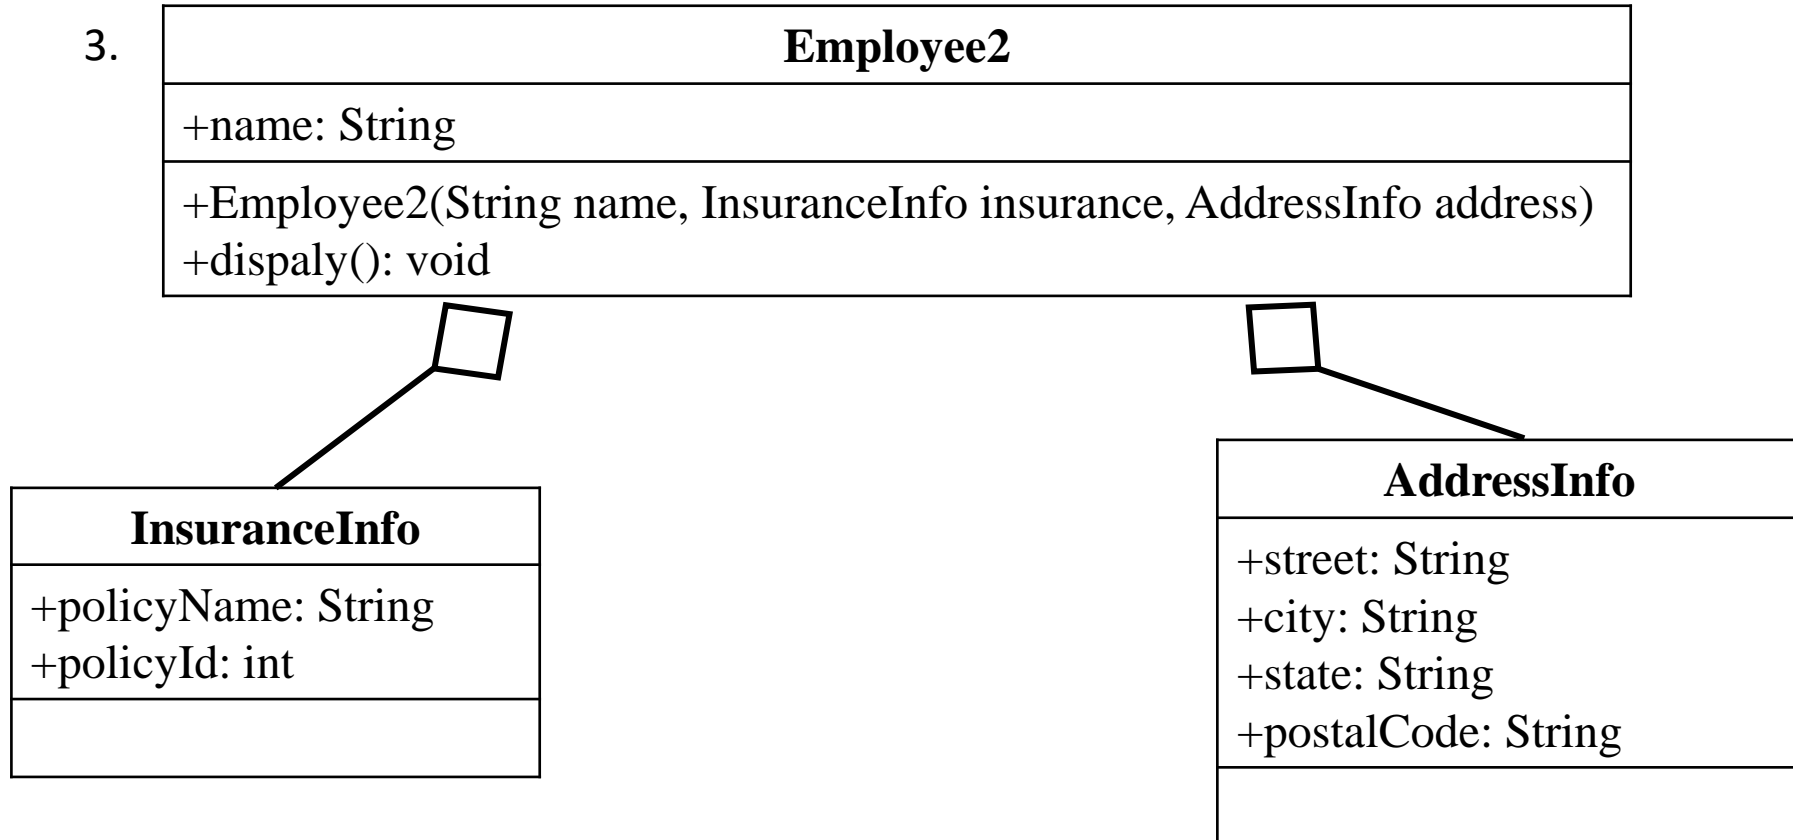 3.
Employee2
+name: String
+Employee2(String name, InsuranceInfo insurance, AddressInfo address)
+dispaly(): void
InsuranceInfo
+policyName: String
+policyId: int
AddressInfo
+street: String
+city: String
+state: String
+postalCode: String